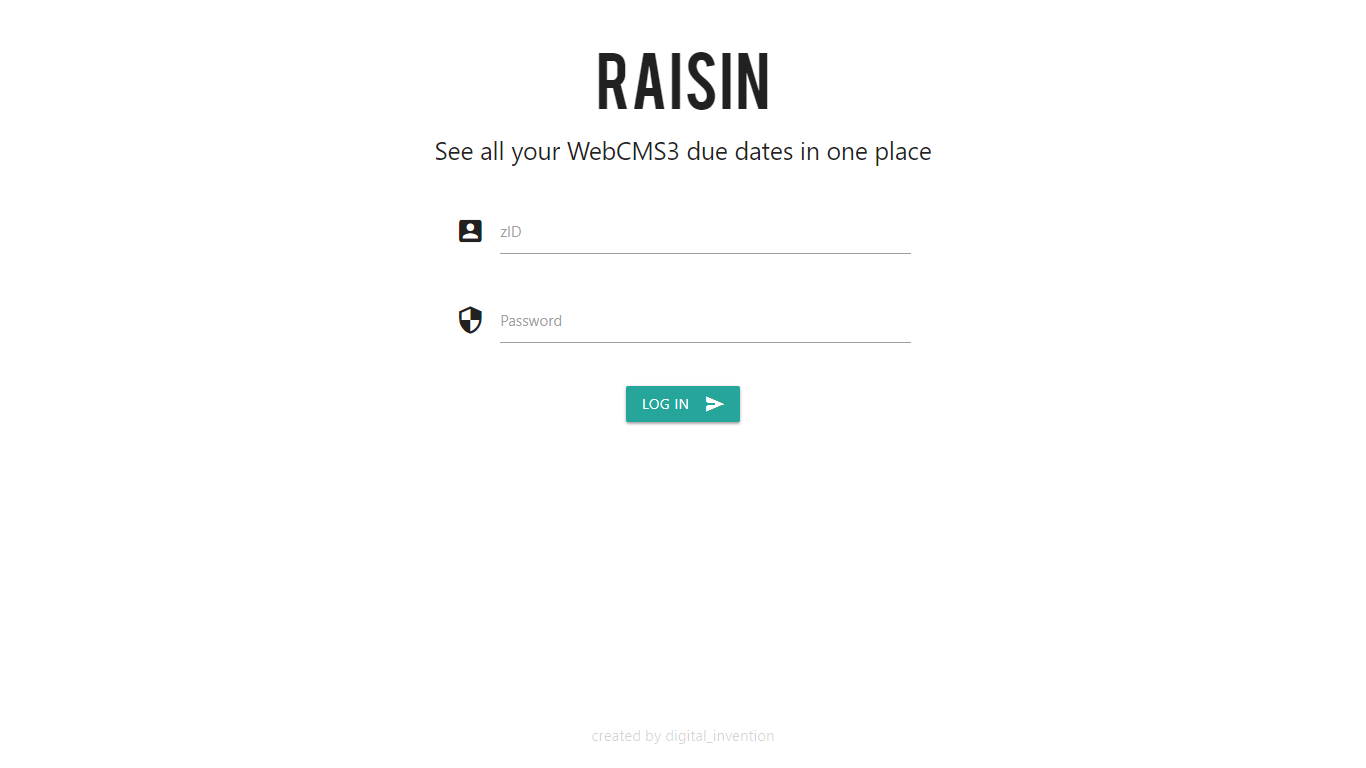 RAISIN
See all your WebCMS3 due dates in one place
zID
Password
LOG IN
created by digital_invention